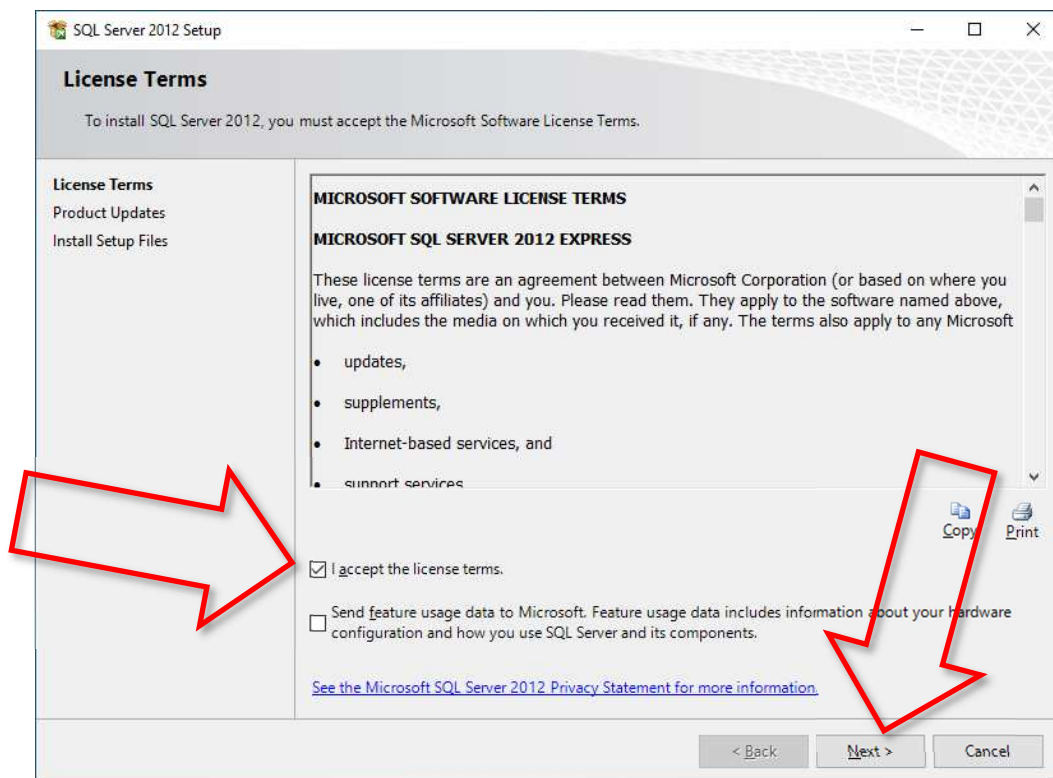 SQL Server 2012 Setup
License Terms
To install SQL Server 2012, you must accept the Microsoft Software License Terms.
License Terms
Product Updates
Install Setup Files
MICROSOFT SOFTWARE LICENSE TERMS
MICROSOFT SQL SERVER 2012 EXPRESS
These license terms are an agreement between Microsoft Corporation (or based on where you
live, one of its affiliates) and you. Please read them. They apply to the software named above,
which includes the media on which you received it, if any. The terms also apply to any Microsoft
• updates,
• supplements,
• Internet-based services, and
• support services
Copy Print
I accept the license terms.
Send feature usage data to Microsoft. Feature usage data includes information about your hardware
configuration and how you use SQL Server and its components.
See the Microsoft SQL Server 2012 Privacy Statement for more information.
< Back Next > Cancel